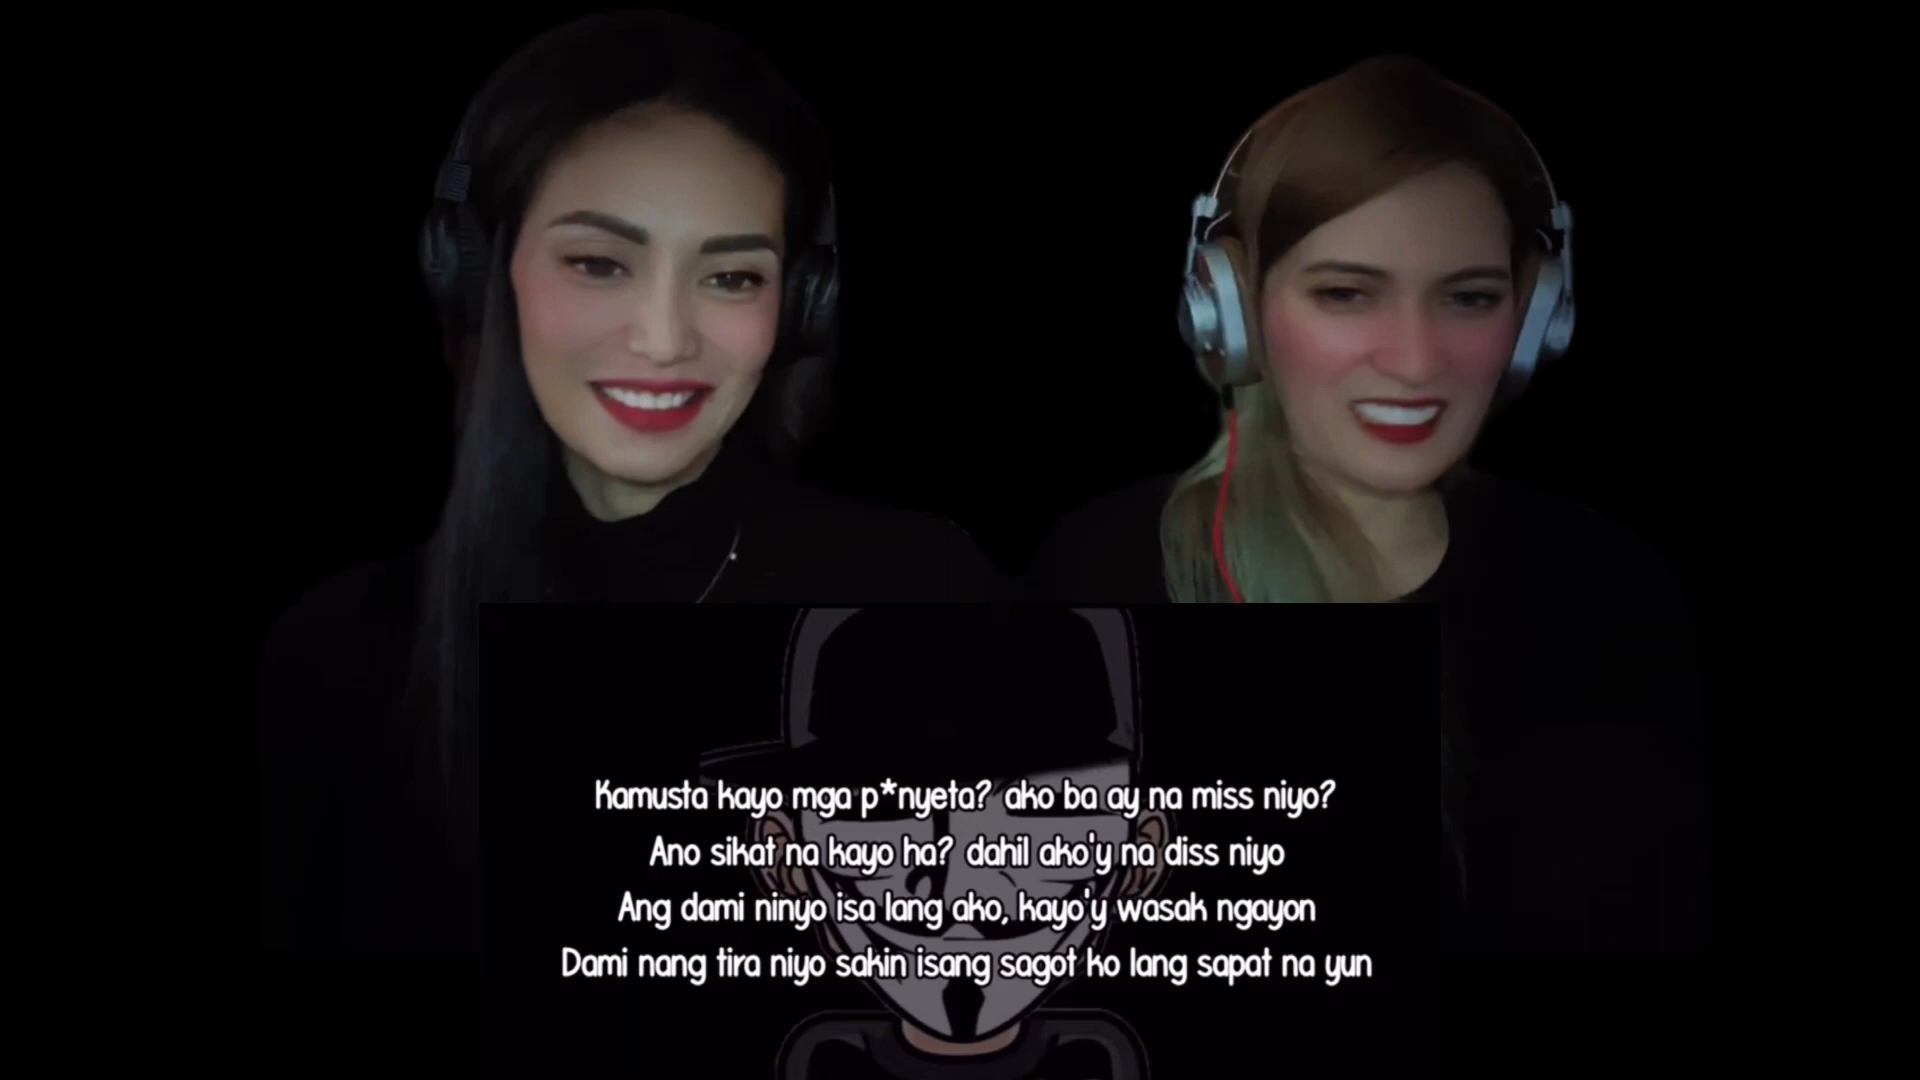 Kamusta kayo mga p*nyeta? ako ba ay na miss niyo?
Ano sikat na kayo ha? dahil ako'y na diss niyo
Ang dami ninyo isa lang ako, kayo'y wasak ngayon
Dami nang tira niyo sakin isang sagot ko lang sapat na yun